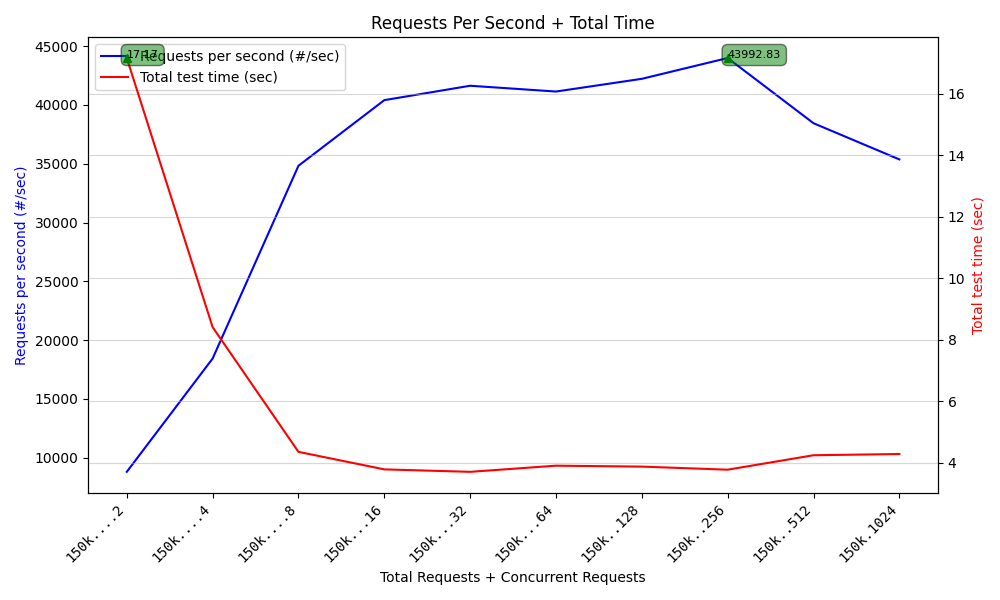 Requests Per Second + Total Time
Requests per second (#/sec)
Total test time (sec)
17.17
43992.83
45000
40000
35000
30000
25000
20000
15000
10000
Requests per second (#/sec)
16
14
12
10
8
6
4
Total test time (sec)
150k....2
150k....4
150k....8
150k...16
150k...32
150k...64
150k..128
150k..256
150k..512
150k.1024
Total Requests + Concurrent Requests